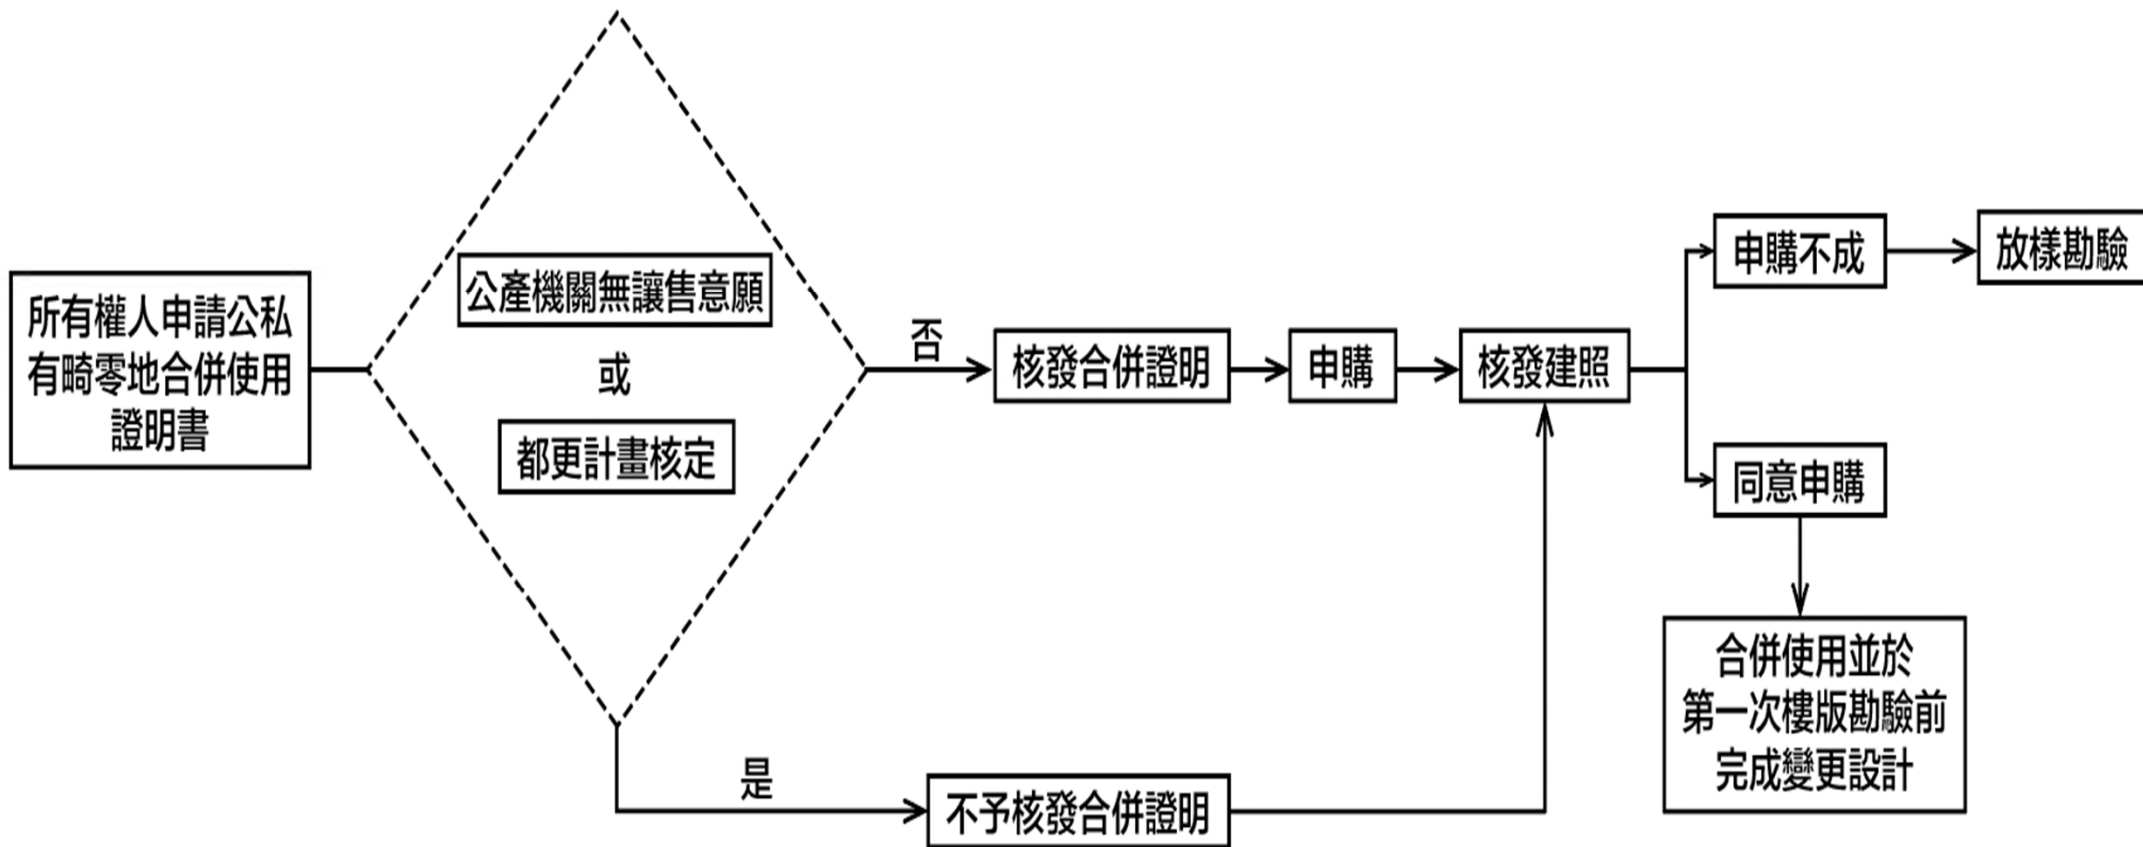 所有權人申請公私
有畸零地合併使用
證明書
公產機關無讓售意願
或
都更計畫核定
否
核發合併證明
申購
核發建照
申購不成
放樣勘驗
同意申購
合併使用並於
第一次樓版勘驗前
完成變更設計
是
不予核發合併證明